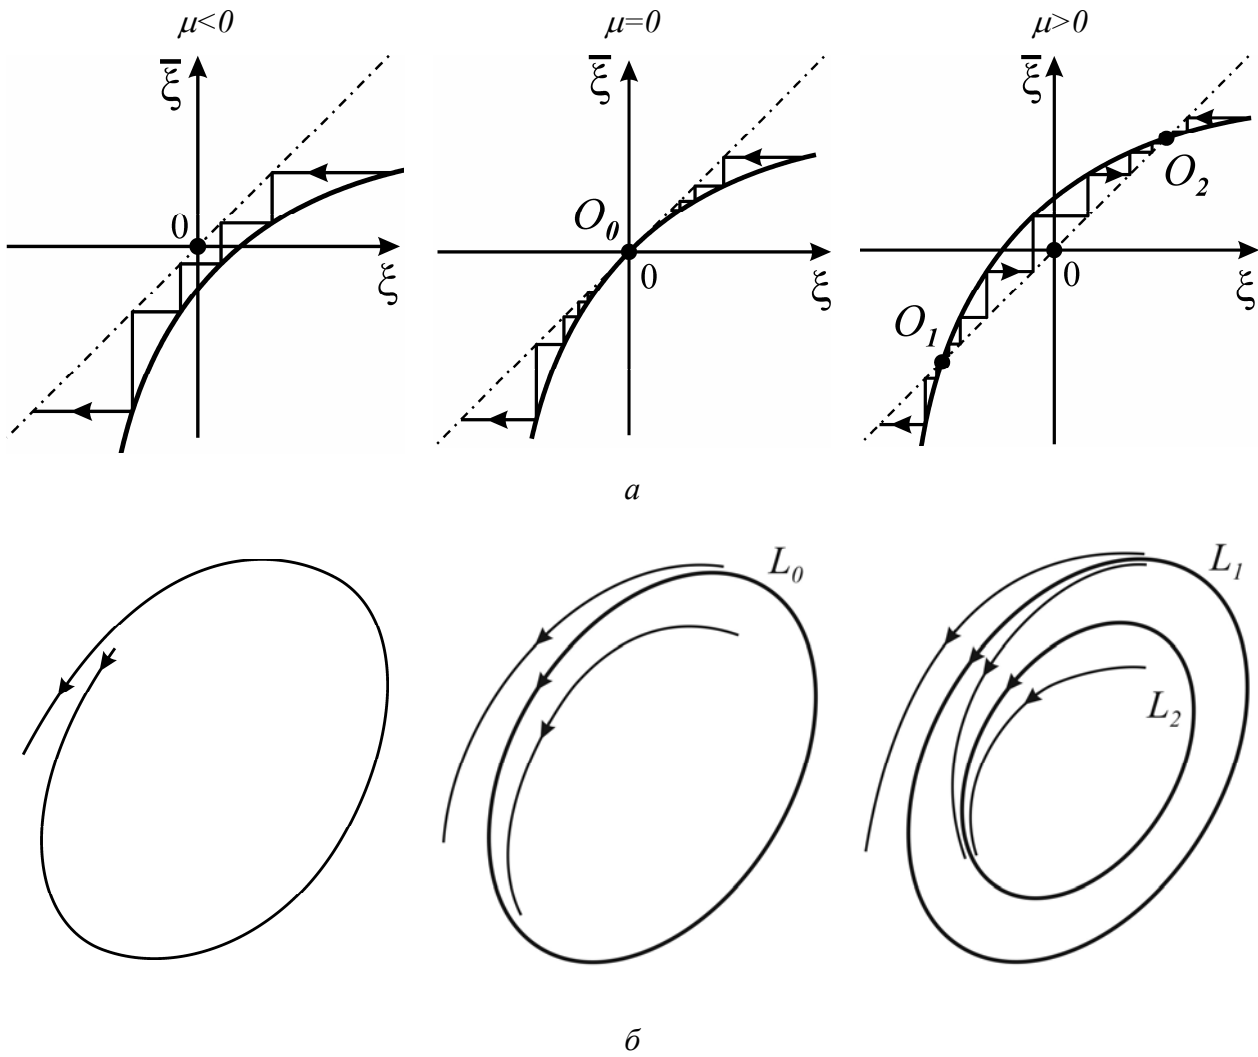 μ<0 μ=0 μ>0
ξ̅ ξ̅ ξ̅
0 O₀ O₂
ξ 0 ξ 0 ξ
O₁
а
L₀ L₁
L₂
б